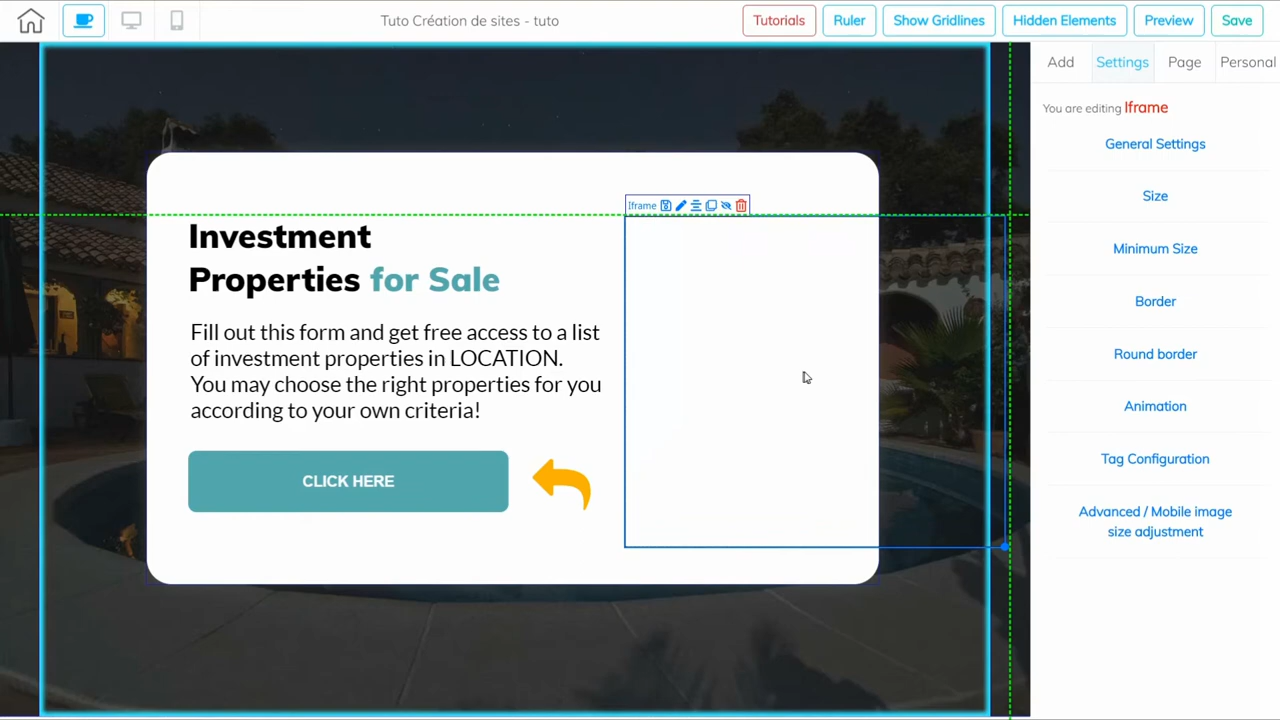 Tuto Création de sites - tuto
Tutorials
Ruler
Show Gridlines
Hidden Elements
Preview
Save
Add
Settings
Page
Personal
You are editing Iframe
General Settings
Size
Minimum Size
Border
Round border
Animation
Tag Configuration
Advanced / Mobile image
size adjustment
Iframe
Investment
Properties for Sale
Fill out this form and get free access to a list
of investment properties in LOCATION.
You may choose the right properties for you
according to your own criteria!
CLICK HERE